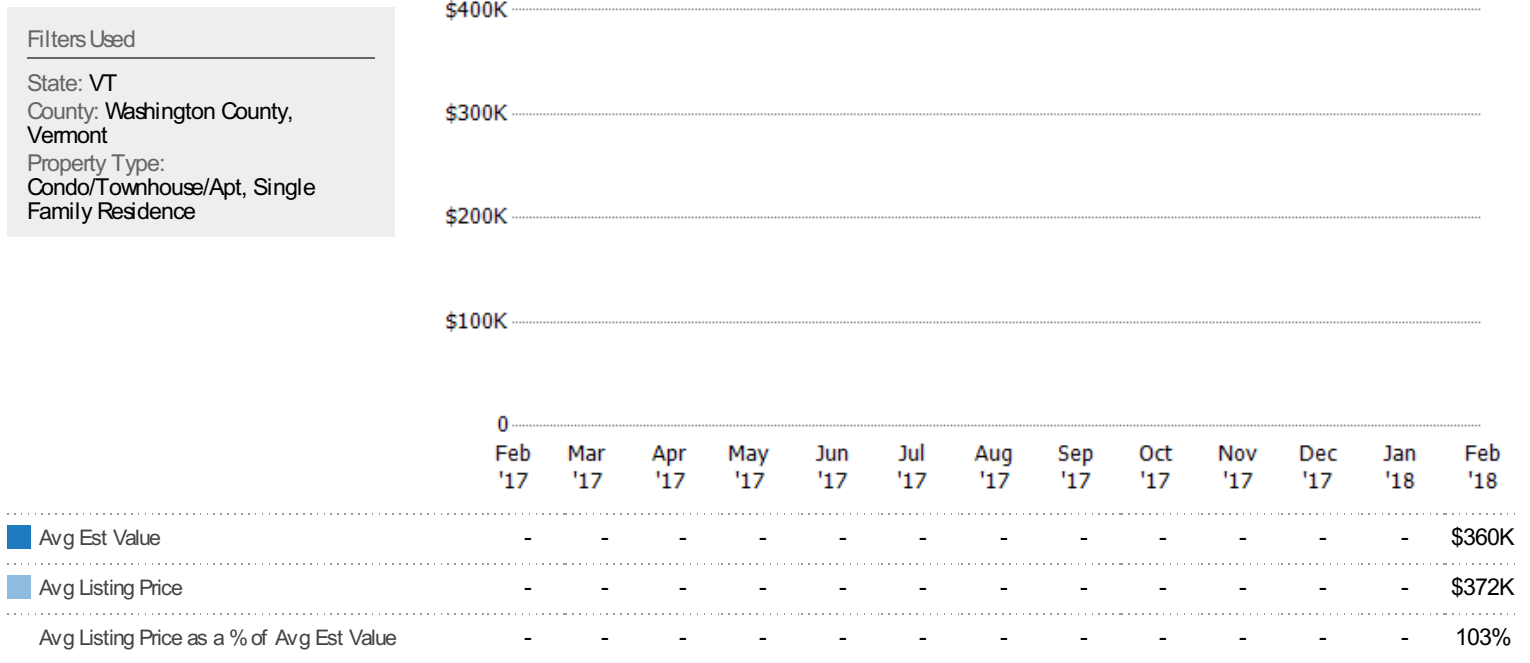 Filters Used
State: VT
County: Washington County,
Vermont
Property Type:
Condo/Townhouse/Apt, Single
Family Residence
$400K
$300K
$200K
$100K
0
Feb Mar Apr May Jun Jul Aug Sep Oct Nov Dec Jan Feb
'17 '17 '17 '17 '17 '17 '17 '17 '17 '17 '17 '18 '18
Avg Est Value - - - - - - - - - - - - $360K
Avg Listing Price - - - - - - - - - - - - $372K
Avg Listing Price as a % of Avg Est Value - - - - - - - - - - - - 103%